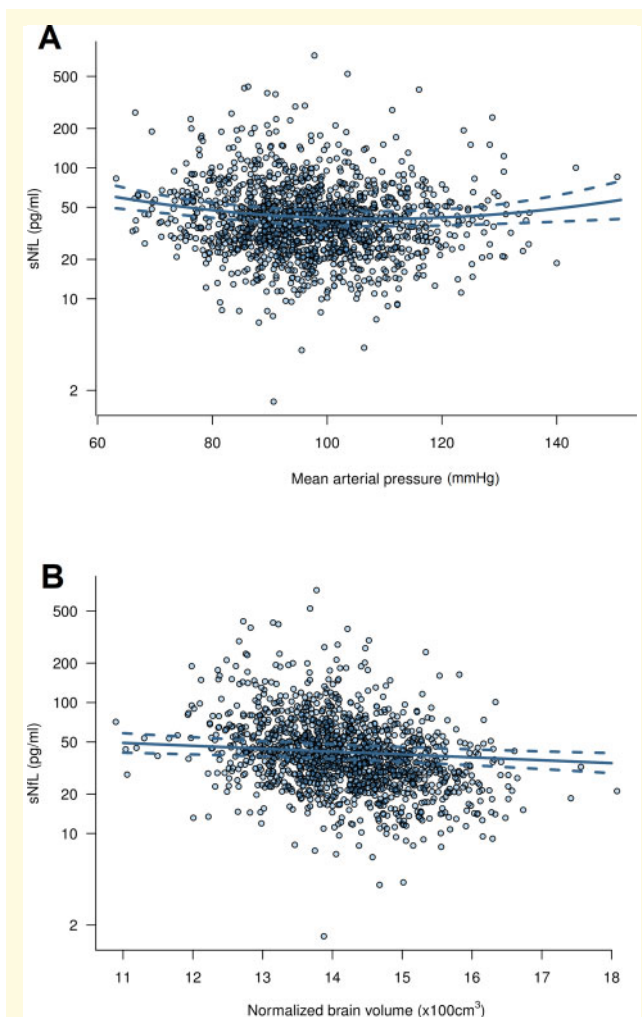 A
500
200
100
50
20
10
2
sNfL (pg/ml)
60 80 100 120 140
Mean arterial pressure (mmHg)
B
500
200
100
50
20
10
2
sNfL (pg/ml)
11 12 13 14 15 16 17 18
Normalized brain volume (x100cm³)